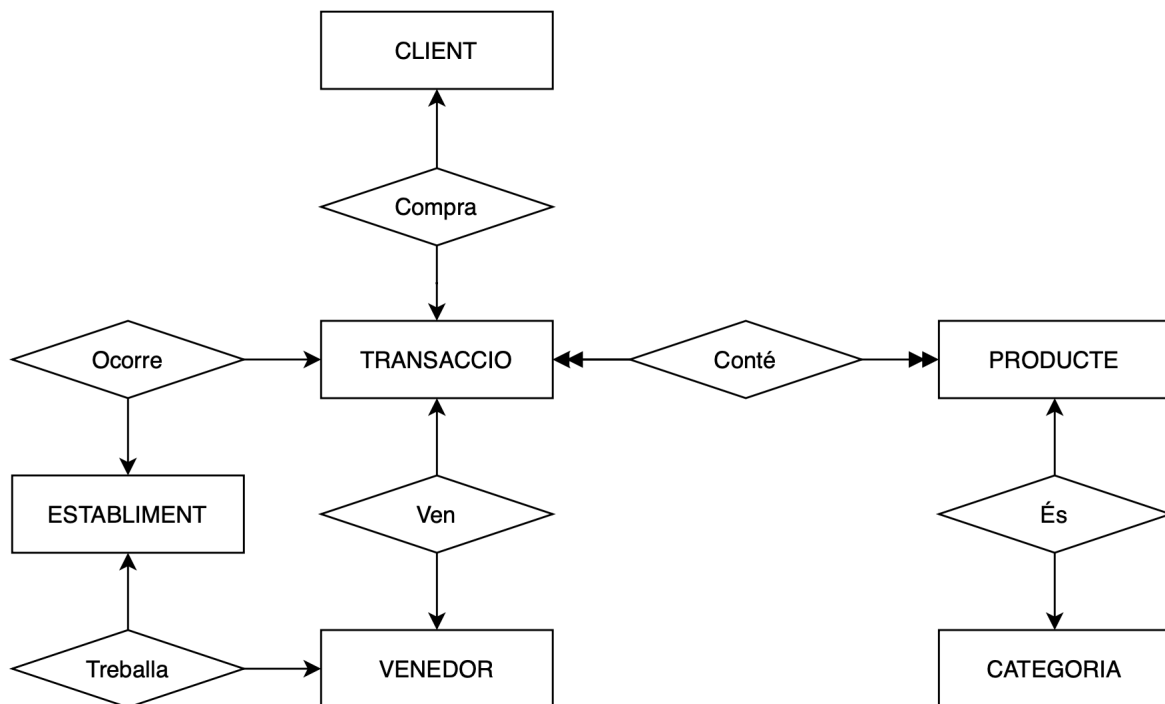 CLIENT
Compra
Ocorre
TRANSACCIO
Conté
PRODUCTE
ESTABLIMENT
Ven
És
Treballa
VENEDOR
CATEGORIA